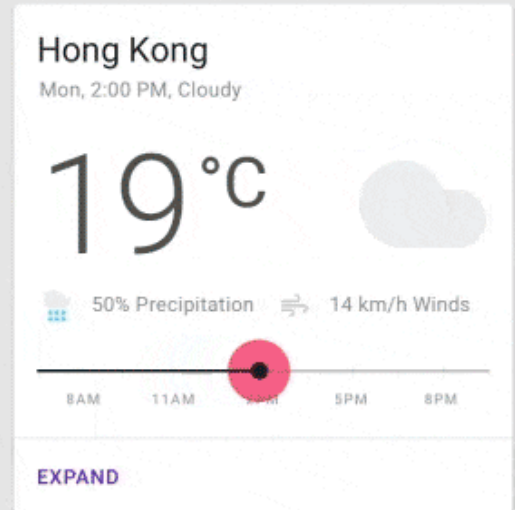 Hong Kong
Mon, 2:00 PM, Cloudy
19°C
50% Precipitation 14 km/h Winds
8AM 11AM 5PM 8PM
EXPAND